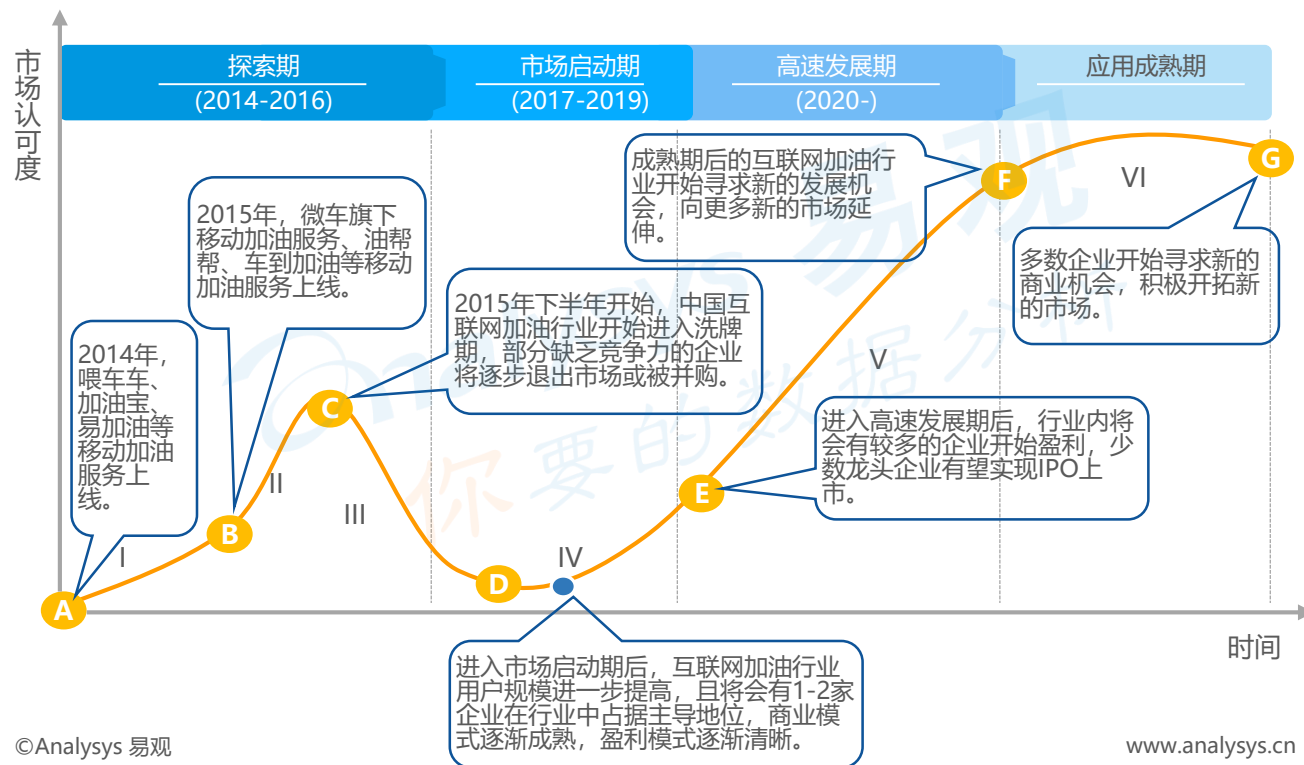 市场认可度
探索期
(2014-2016)
市场启动期
(2017-2019)
高速发展期
(2020-)
应用成熟期
成熟期后的互联网加油行
业开始寻求新的发展机
会，向更多新的市场延
伸。
F
VI
G
2015年，微车旗下
移动加油服务、油帮
帮、车到加油等移动
加油服务上线。
多数企业开始寻求新的
商业机会，积极开拓新
的市场。
2015年下半年开始，中国互
联网加油行业开始进入洗牌
期，部分缺乏竞争力的企业
将逐步退出市场或被并购。
2014年，
喂车车、
加油宝、
易加油等
移动加油
服务上
线。
V
C
进入高速发展期后，行业内将
会有较多的企业开始盈利，少
数龙头企业有望实现IPO上
市。
II
III
E
B
I
IV
D
A
时间
进入市场启动期后，互联网加油行业
用户规模进一步提高，且将会有1-2家
企业在行业中占据主导地位，商业模
式逐渐成熟，盈利模式逐渐清晰。
©Analysys 易观
www.analysys.cn
Analysys 易观
你要的数据分析